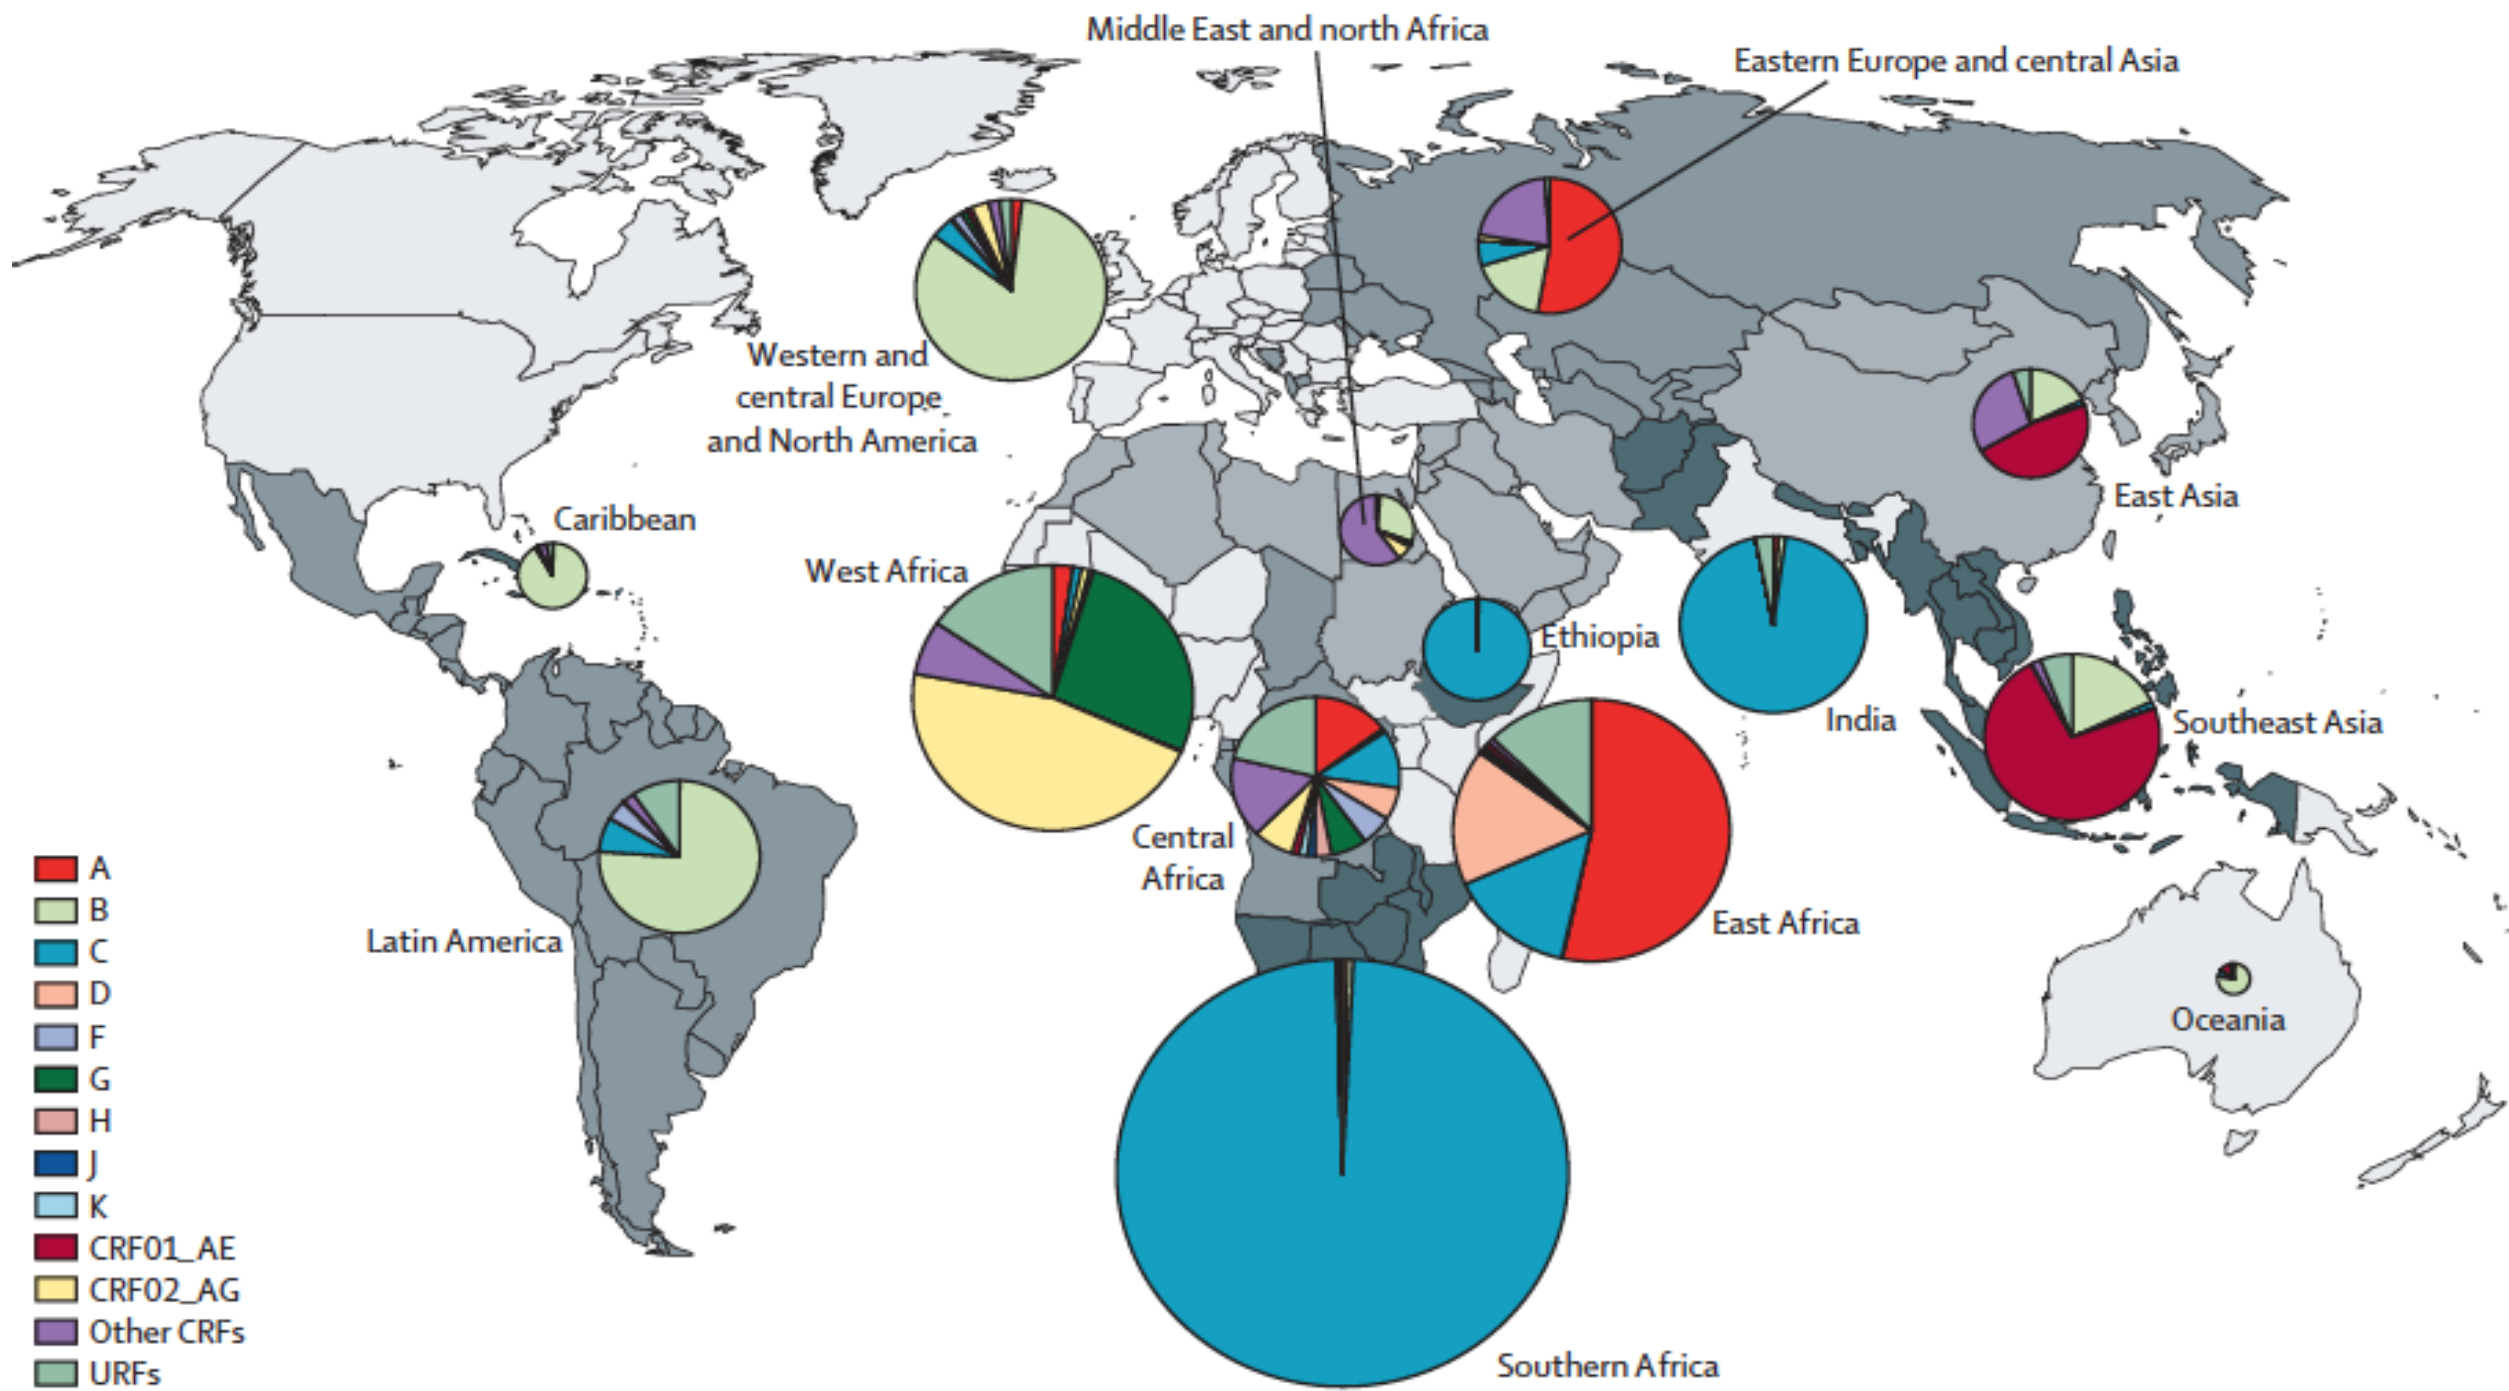 Middle East and north Africa
Eastern Europe and central Asia
Western and
central Europe
and North America
East Asia
Caribbean
West Africa
Ethiopia
India
Southeast Asia
Central
Africa
East Africa
Latin America
Oceania
Southern Africa
A
B
C
D
F
G
H
J
K
CRF01_AE
CRF02_AG
Other CRFs
URFs